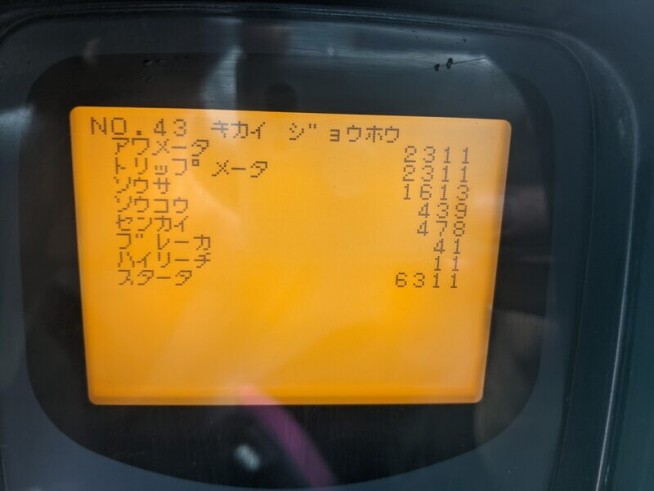 NO.43 キカイ ジョウホウ
アワメータ 2311
トリップメータ 2311
ソウサ 1613
ソウコウ 439
センカイ 478
ブレーカ 41
ハイリーチ 11
スタータ 6311